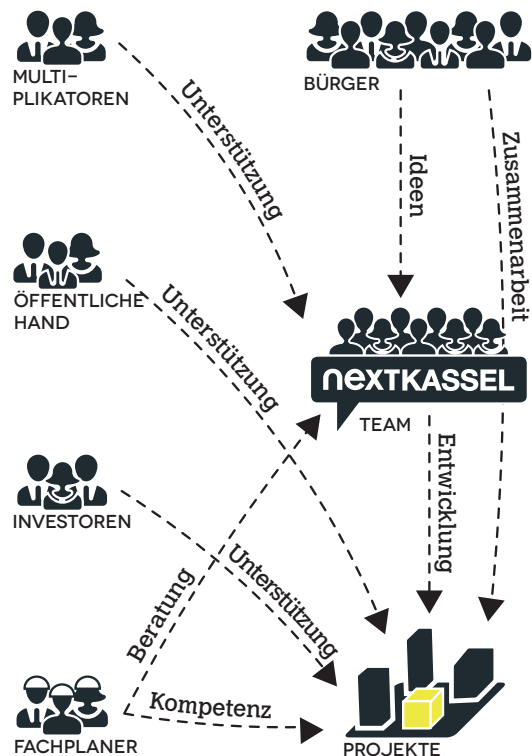 MULTI-
PLIKATOREN
BÜRGER
Unterstützung
Ideen
Zusammenarbeit
ÖFFENTLICHE
HAND
Unterstützung
neXTKASSEL
TEAM
Entwicklung
INVESTOREN
Unterstützung
Beratung
Kompetenz
FACHPLANER
PROJEKTE